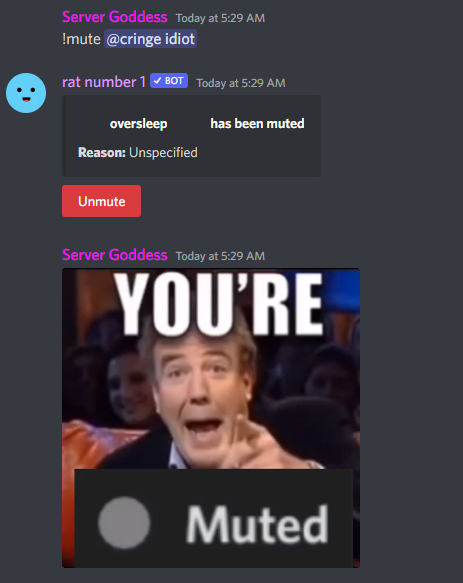 Server Goddess Today at 5:29 AM
!mute @cringe idiot
rat number 1 ✓ BOT Today at 5:29 AM
oversleep has been muted
Reason: Unspecified
Unmute
Server Goddess Today at 5:29 AM
YOU'RE
Muted